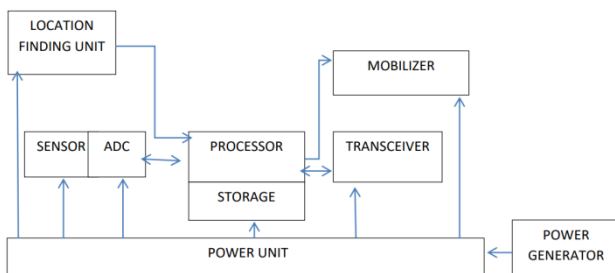 LOCATION
FINDING UNIT
MOBILIZER
SENSOR
ADC
PROCESSOR
TRANSCEIVER
STORAGE
POWER UNIT
POWER
GENERATOR